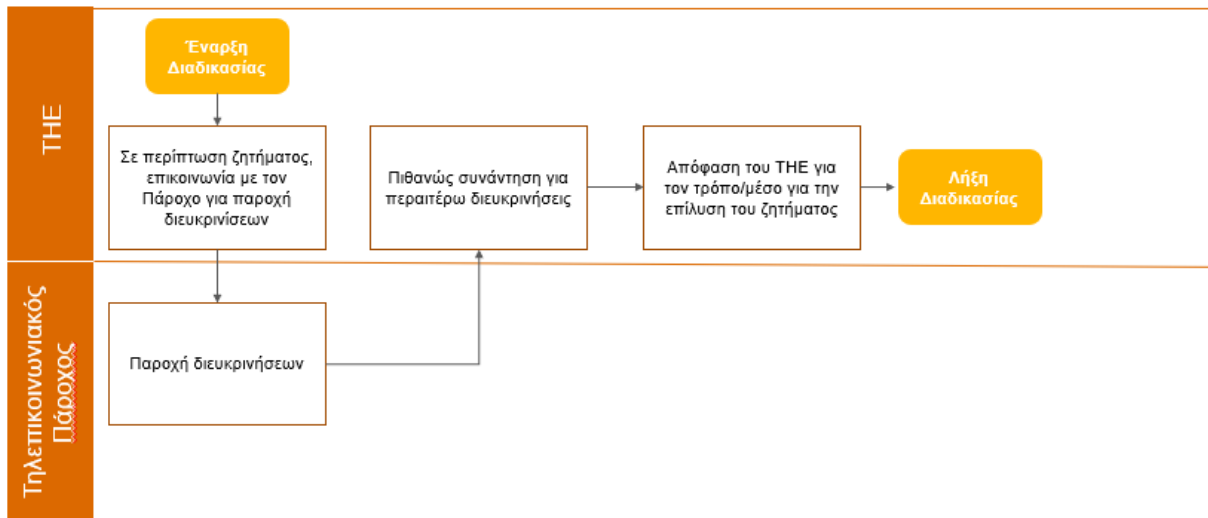 ΤΗΕ
Έναρξη
Διαδικασίας
Σε περίπτωση ζητήματος,
επικοινωνία με τον
Πάροχο για παροχή
διευκρινίσεων
Πιθανώς συνάντηση για
περαιτέρω διευκρινήσεις
Απόφαση του ΤΗΕ για
τον τρόπο/μέσο για την
επίλυση του ζητήματος
Λήξη
Διαδικασίας
Τηλεπικοινωνιακός
Πάροχος
Παροχή διευκρινήσεων